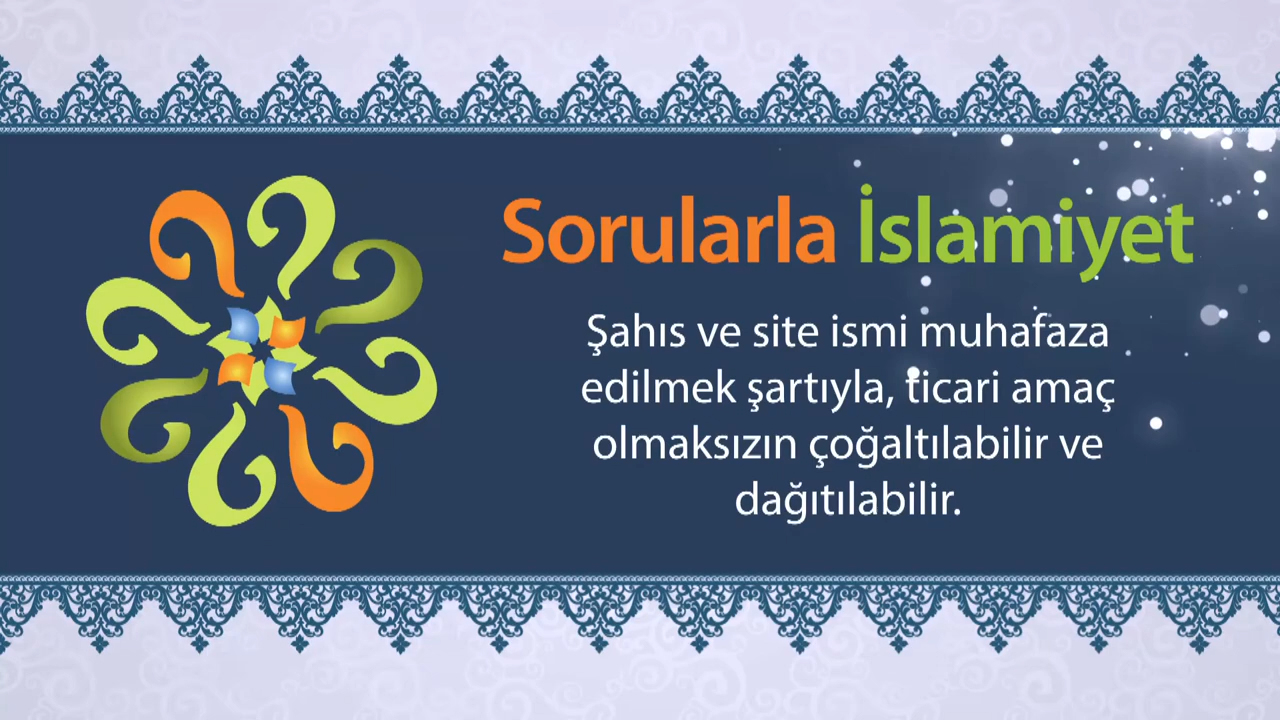 Sorularla İslamiyet
Şahıs ve site ismi muhafaza
edilmek şartıyla, ticari amaç
olmaksızın çoğaltılabilir ve
dağıtılabilir.